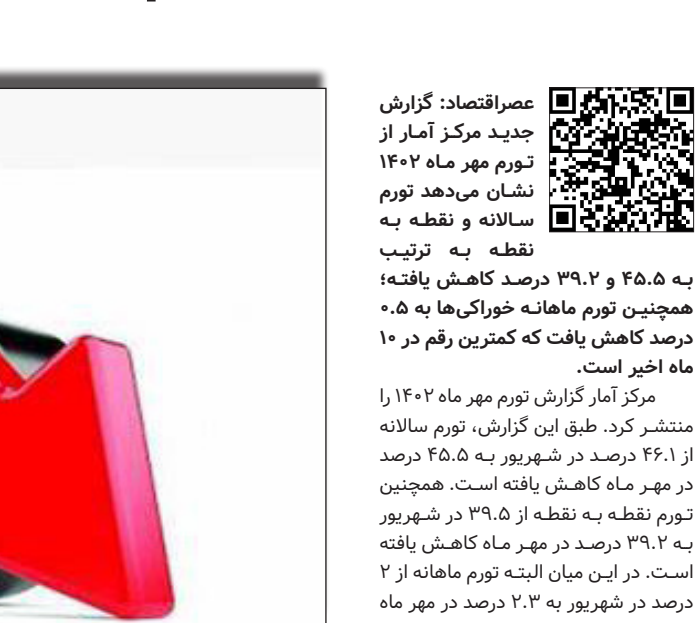 عصراقتصاد: گزارش
جدید مرکز آمار از
تورم مهر ماه ۱۴۰۲
نشان می‌دهد تورم
سالانه و نقطه به
نقطه به ترتیب
به ۴۵.۵ و ۳۹.۲ درصد کاهش یافته؛
همچنین تورم ماهانه خوراکی‌ها به ۰.۵
درصد کاهش یافت که کمترین رقم در ۱۰
ماه اخیر است.
مرکز آمار گزارش تورم مهر ماه ۱۴۰۲ را
منتشر کرد. طبق این گزارش، تورم سالانه
از ۴۶.۱ درصد در شهریور به ۴۵.۵ درصد
در مهر ماه کاهش یافته است. همچنین
تورم نقطه به نقطه از ۳۹.۵ در شهریور
به ۳۹.۲ درصد در مهر ماه کاهش یافته
است. در این میان البته تورم ماهانه از ۲
درصد در شهریور به ۲.۳ درصد در مهر ماه